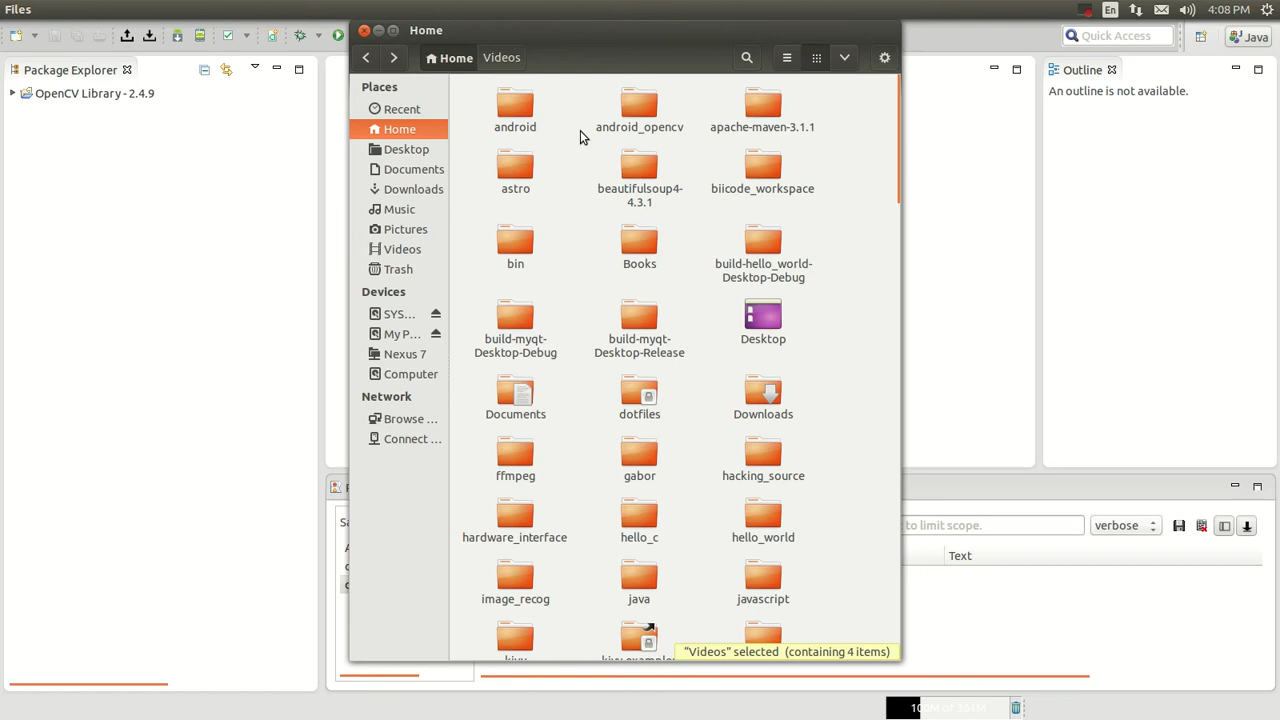 Files
En
4:08 PM
Package Explorer
OpenCV Library - 2.4.9
Quick Access
Java
Outline
An outline is not available.
Home
Home
Videos
Places
Recent
Home
Desktop
Documents
Downloads
Music
Pictures
Videos
Trash
Devices
SYS...
My P...
Nexus 7
Computer
Network
Browse ...
Connect ...
android
android_opencv
apache-maven-3.1.1
astro
beautifulsoup4-
4.3.1
biicode_workspace
bin
Books
build-hello_world-
Desktop-Debug
build-myqt-
Desktop-Debug
build-myqt-
Desktop-Release
Desktop
Documents
dotfiles
Downloads
ffmpeg
gabor
hacking_source
hardware_interface
hello_c
hello_world
image_recog
java
javascript
"Videos" selected (containing 4 items)
to limit scope.
verbose
Text